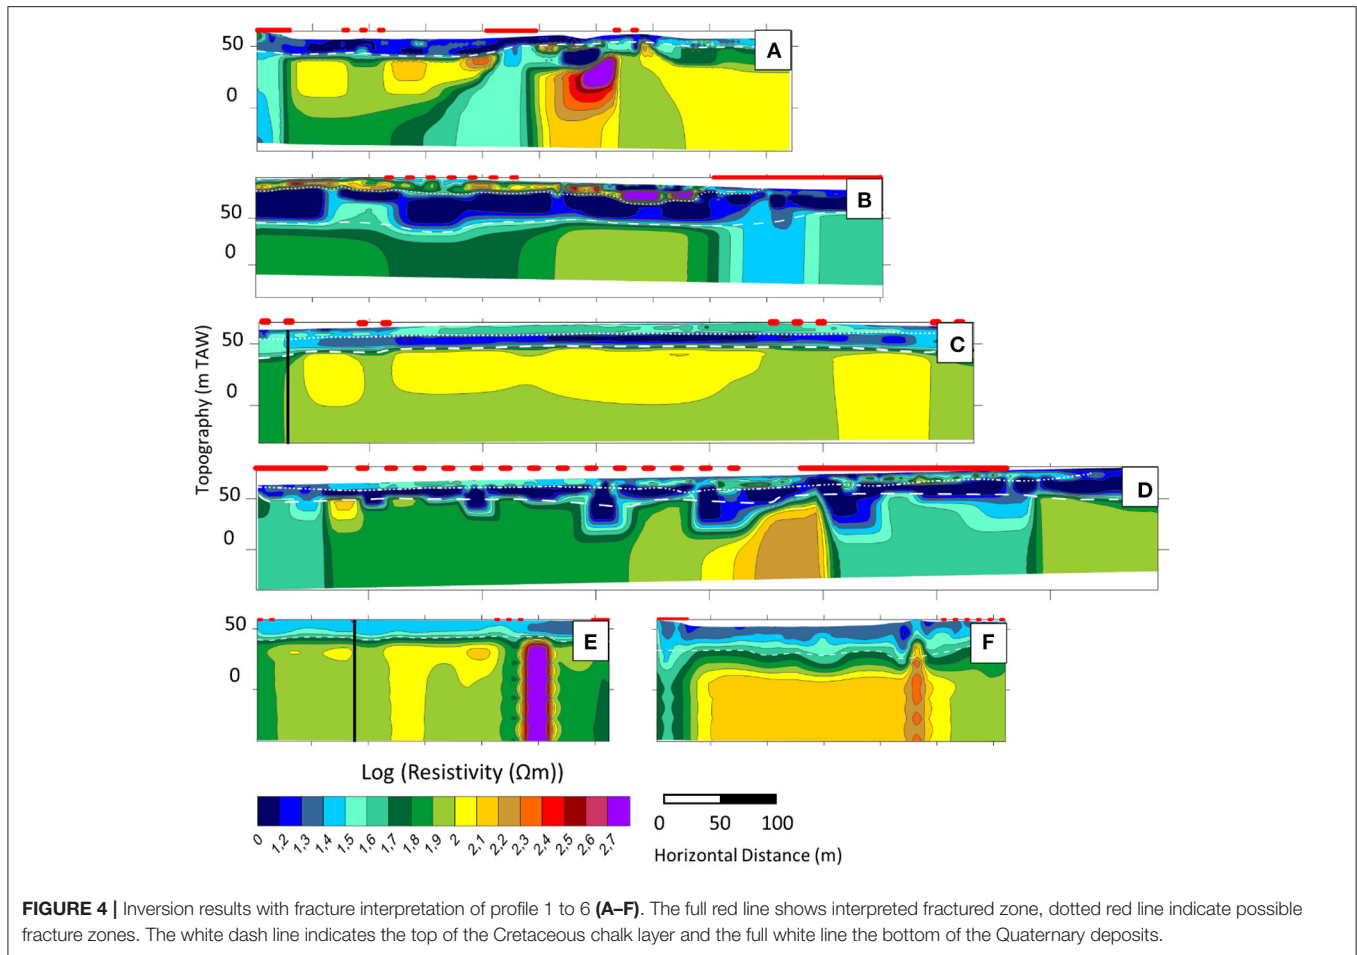 50
0
A
50
0
B
Topography (m TAW)
50
0
C
50
0
D
50
0
E
F
Log (Resistivity (Ωm))
0 1,2 1,3 1,4 1,5 1,6 1,7 1,8 1,9 2 2,1 2,2 2,3 2,4 2,5 2,6 2,7
0 50 100
Horizontal Distance (m)
FIGURE 4 | Inversion results with fracture interpretation of profile 1 to 6 (A–F). The full red line shows interpreted fractured zone, dotted red line indicate possible
fracture zones. The white dash line indicates the top of the Cretaceous chalk layer and the full white line the bottom of the Quaternary deposits.